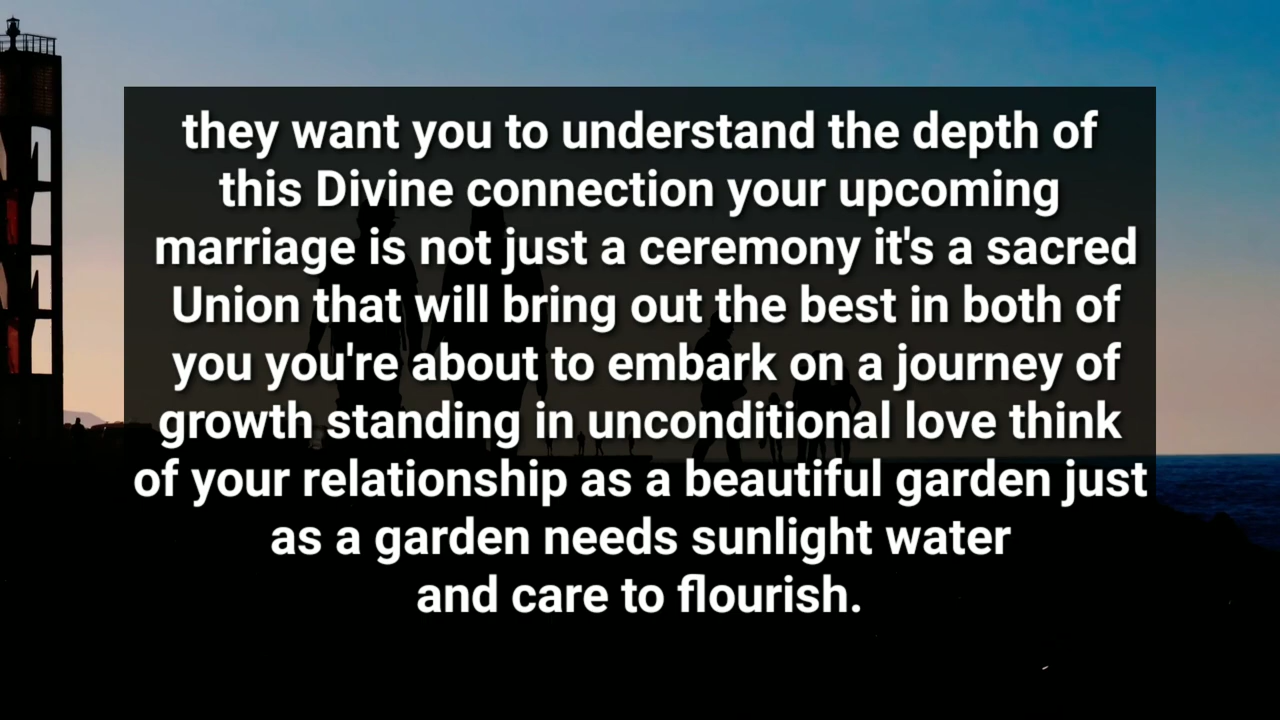 they want you to understand the depth of
this Divine connection your upcoming
marriage is not just a ceremony it's a sacred
Union that will bring out the best in both of
you you're about to embark on a journey of
growth standing in unconditional love think
of your relationship as a beautiful garden just
as a garden needs sunlight water
and care to flourish.